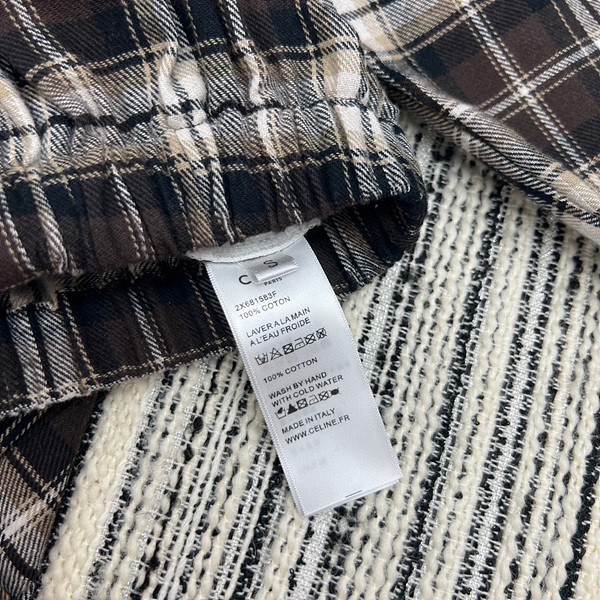 C S
PARIS
2X681583F
100% COTON
LAVER A LA MAIN
A L'EAU FROIDE
100% COTTON
WASH BY HAND
WITH COLD WATER
MADE IN ITALY
WWW.CELINE.FR